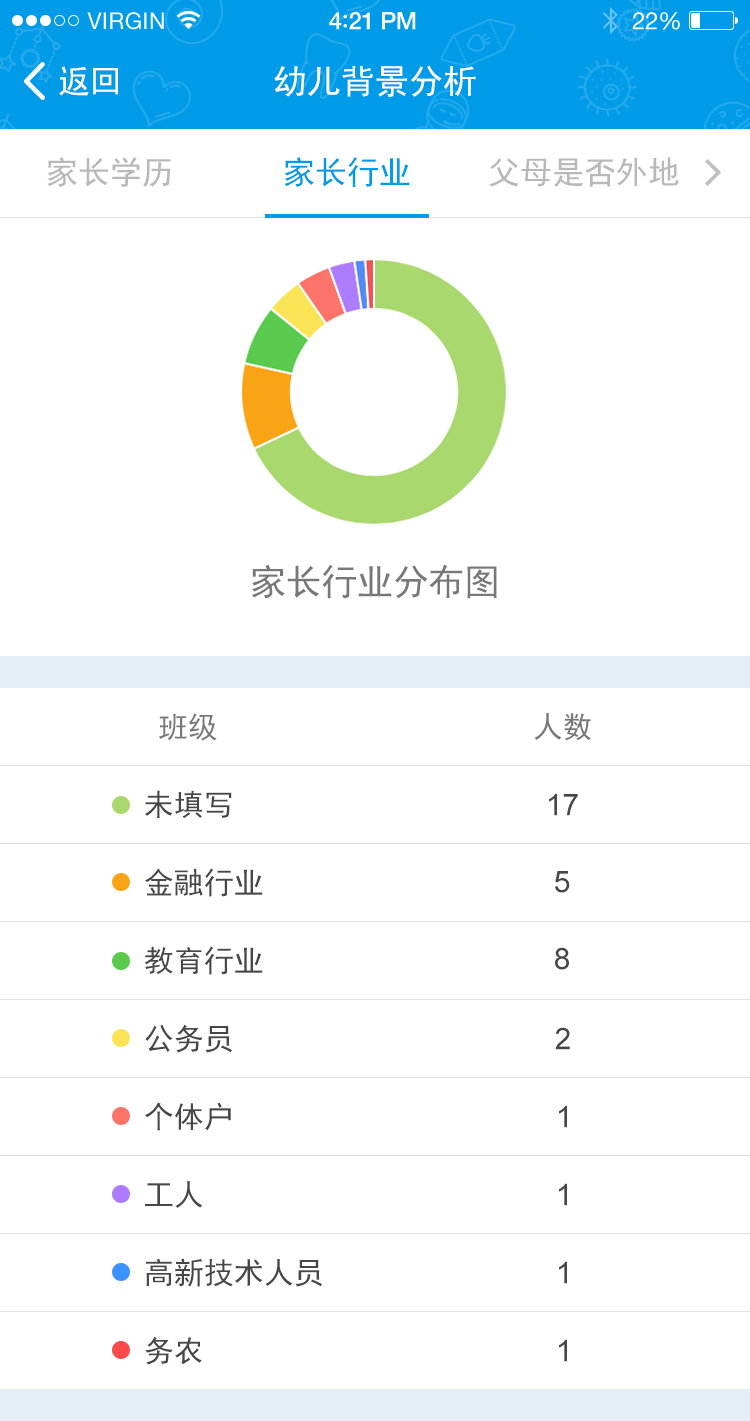 VIRGIN 4:21 PM 22%
返回 幼儿背景分析
家长学历 家长行业 父母是否外地
家长行业分布图
班级 人数
未填写 17
金融行业 5
教育行业 8
公务员 2
个体户 1
工人 1
高新技术人员 1
务农 1